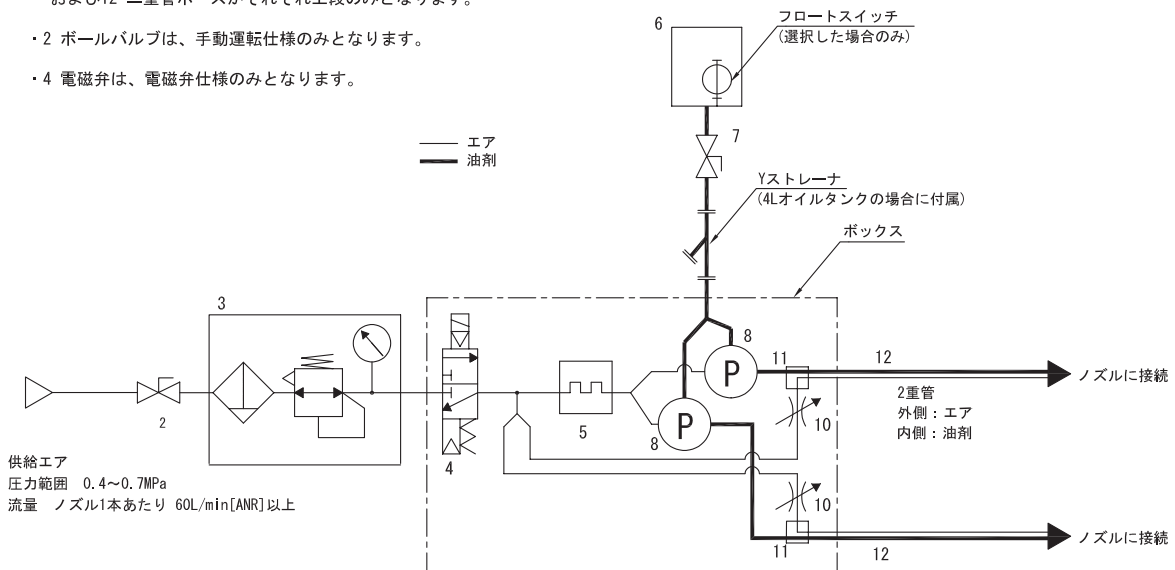 および12 二重管ホースがそれぞれ上段のみとなります。
・2 ボールバルブは、手動運転仕様のみとなります。
・4 電磁弁は、電磁弁仕様のみとなります。
エア
油剤
6
フロートスイッチ
(選択した場合のみ)
7
Yストレーナ
(4Lオイルタンクの場合に付属)
ボックス
3
2
4
5
8
P
8
P
11
12
ノズルに接続
2重管
外側：エア
内側：油剤
10
供給エア
圧力範囲 0.4～0.7MPa
流量 ノズル1本あたり 60L/min[ANR]以上
10
11
12
ノズルに接続